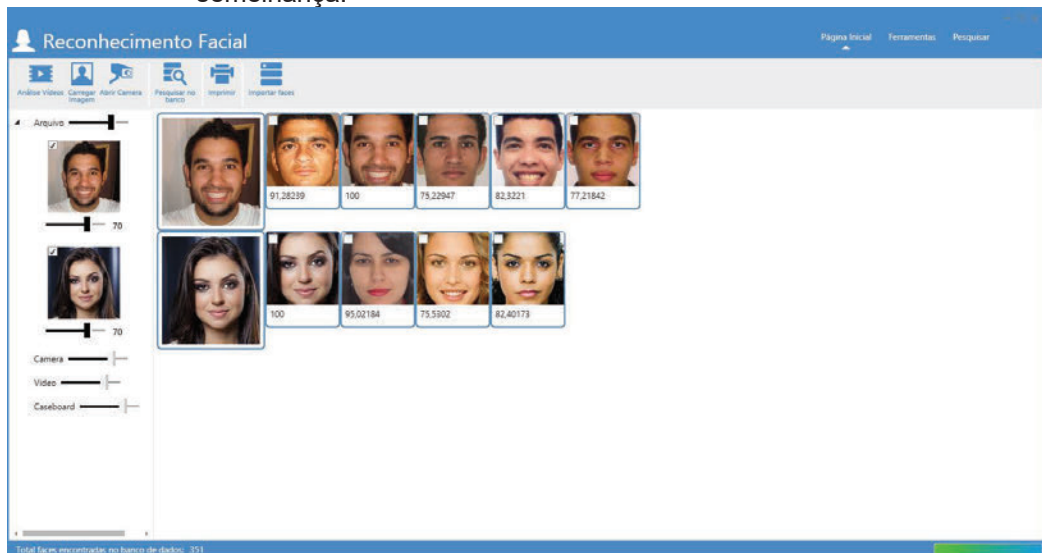 semelhança.
Reconhecimento Facial
Página Inicial Ferramentas Pesquisar
Análise Vídeos Carregar Imagem Abrir Camera Pesquisar no banco Imprimir Importar faces
Arquivo
70
70
Camera
Video
Caseboard
91,28239 100 75,22947 82,3221 77,21842
100 95,02184 75,5302 82,40173
Total faces encontradas no banco de dados: 351